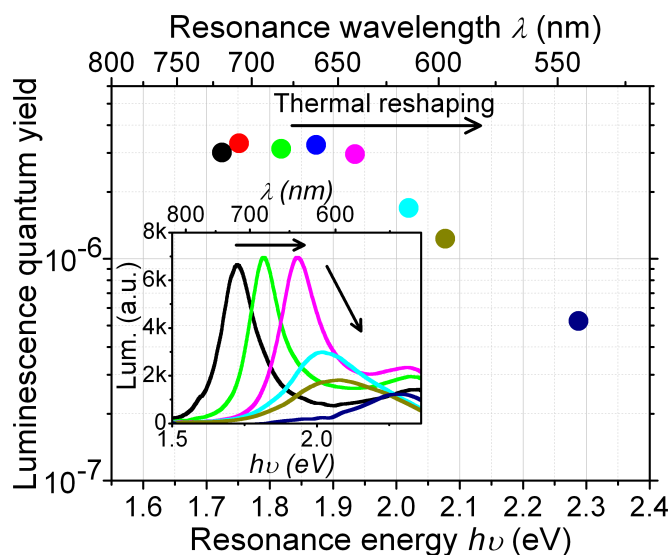 Resonance wavelength λ (nm)
800 750 700 650 600 550
Thermal reshaping
Luminescence quantum yield
10⁻⁶
10⁻⁷
λ (nm)
800 700 600
Lum. (a.u.)
8k
6k
4k
2k
0
1.5 2.0
hυ (eV)
1.6 1.7 1.8 1.9 2.0 2.1 2.2 2.3 2.4
Resonance energy hυ (eV)